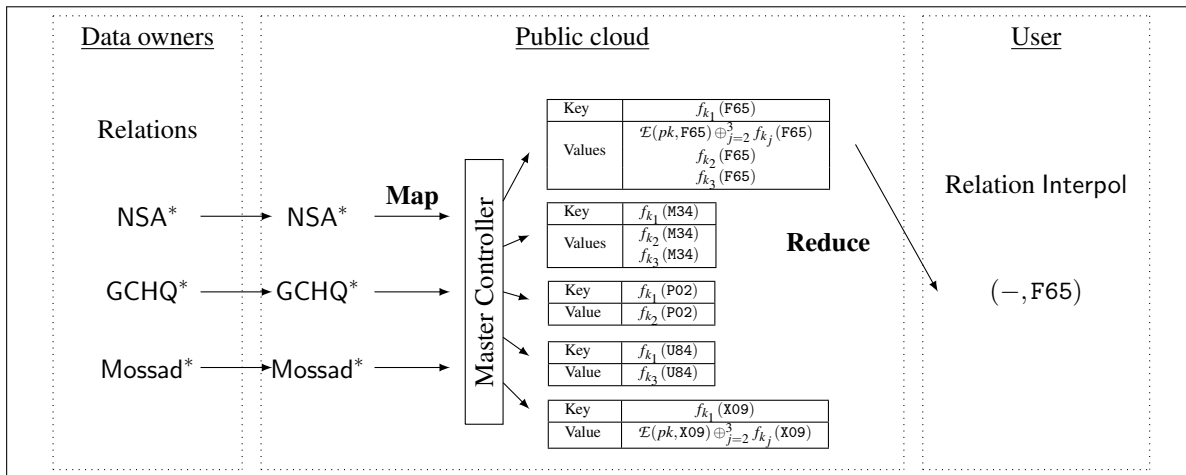 Data owners
Public cloud
User
Relations
NSA*
GCHQ*
Mossad*
NSA*
GCHQ*
Mossad*
Map
Master Controller
Key f_{k_1}(F65)
Values ℰ(pk,F65) ⊕_{j=2}^{3} f_{k_j}(F65)
f_{k_2}(F65)
f_{k_3}(F65)
Key f_{k_1}(M34)
Values f_{k_2}(M34)
f_{k_3}(M34)
Key f_{k_1}(P02)
Value f_{k_2}(P02)
Key f_{k_1}(U84)
Value f_{k_3}(U84)
Key f_{k_1}(X09)
Value ℰ(pk,X09) ⊕_{j=2}^{3} f_{k_j}(X09)
Reduce
Relation Interpol
(−,F65)